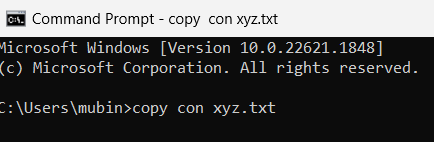 Command Prompt - copy  con xyz.txt
Microsoft Windows [Version 10.0.22621.1848]
(c) Microsoft Corporation. All rights reserved.
C:\Users\mubin>copy con xyz.txt